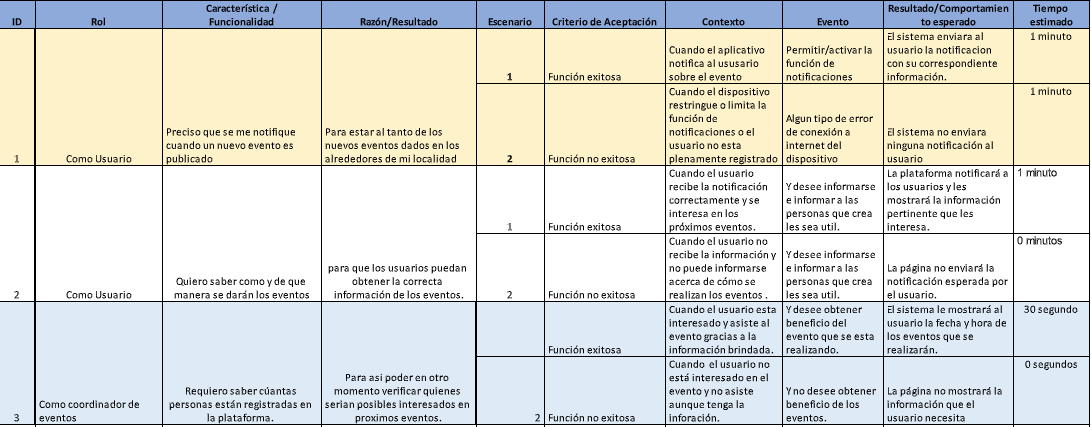 ID
Rol
Característica /
Funcionalidad
Razón/Resultado
Escenario
Criterio de Aceptación
Contexto
Evento
Resultado/Comportamien
to esperado
Tiempo
estimado
1
Como Usuario
Preciso que se me notifique
cuando un nuevo evento es
publicado
Para estar al tanto de los
nuevos eventos dados en los
alrededores de mi localidad
1
Función exitosa
Cuando el aplicativo
notifica al ususario
sobre el evento
Permitir/activar la
función de
notificaciones
El sistema enviara al
usuario la notificacion
con su correspondiente
información.
1 minuto
2
Función no exitosa
Cuando el dispositivo
restringue o limita la
función de
notificaciones o el
usuario no esta
plenamente registrado
Algun tipo de error
de conexión a
internet del
dispositivo
El sistema no enviara
ninguna notificación al
usuario
1 minuto
2
Como Usuario
Quiero saber como y de que
manera se darán los eventos
para que los usuarios puedan
obtener la correcta
información de los eventos.
1
Función exitosa
Cuando el usuario
recibe la notificación
correctamente y se
interesa en los
próximos eventos.
Y desee informarse
e informar a las
personas que crea
les sea util.
La plataforma notificará a
los usuarios y les
mostrará la información
pertinente que les
interesa.
1 minuto
2
Función no exitosa
Cuando el usuario no
recibe la información y
no puede informarse
acerca de cómo se
realizan los eventos .
Y desee informarse
e informar a las
personas que crea
les sea util.
La página no enviará la
notificación esperada por
el usuario.
0 minutos
3
Como coordinador de
eventos
Requiero saber cúantas
personas están registradas en
la plataforma.
Para asi poder en otro
momento verificar quienes
serian posibles interesados en
proximos eventos.
Función exitosa
Cuando el usuario esta
interesado y asiste al
evento gracias a la
información brindada.
Y desee obtener
beneficio del
evento que se esta
realizando.
El sistema le mostrará al
usuario la fecha y hora de
los eventos que se
realizarán.
30 segundo
2
Función no exitosa
Cuando el usuario no
está interesado en el
evento y no asiste
aunque tenga la
inforación.
Y no desee obtener
beneficio de los
eventos.
La página no mostrará la
información que el
usuario necesita
0 segundos